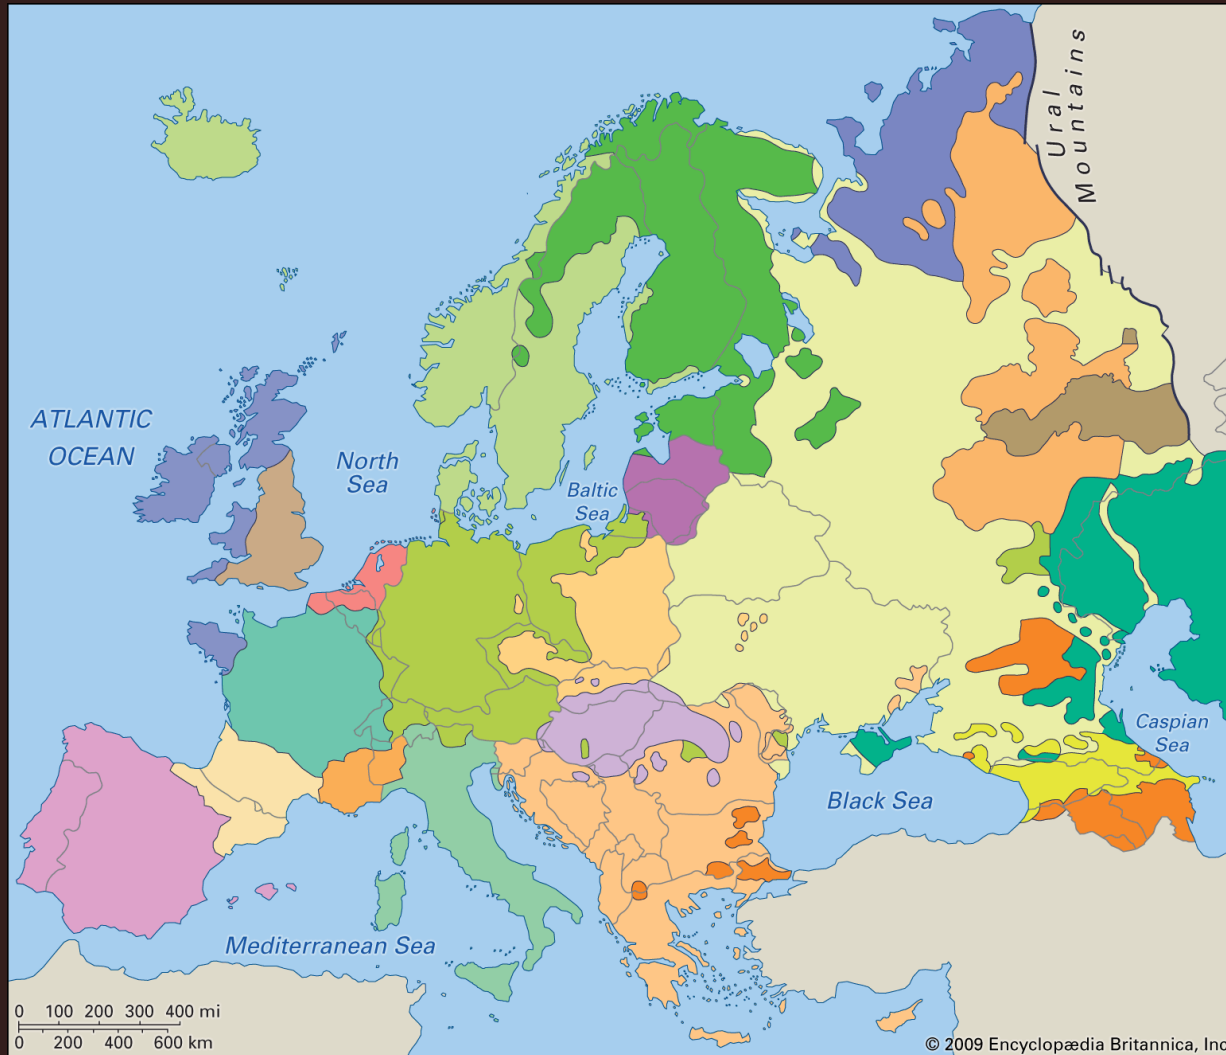 Ural
Mountains
ATLANTIC
OCEAN
North
Sea
Baltic
Sea
Caspian
Sea
Black Sea
Mediterranean Sea
0 100 200 300 400 mi
0 200 400 600 km
© 2009 Encyclopædia Britannica, Inc